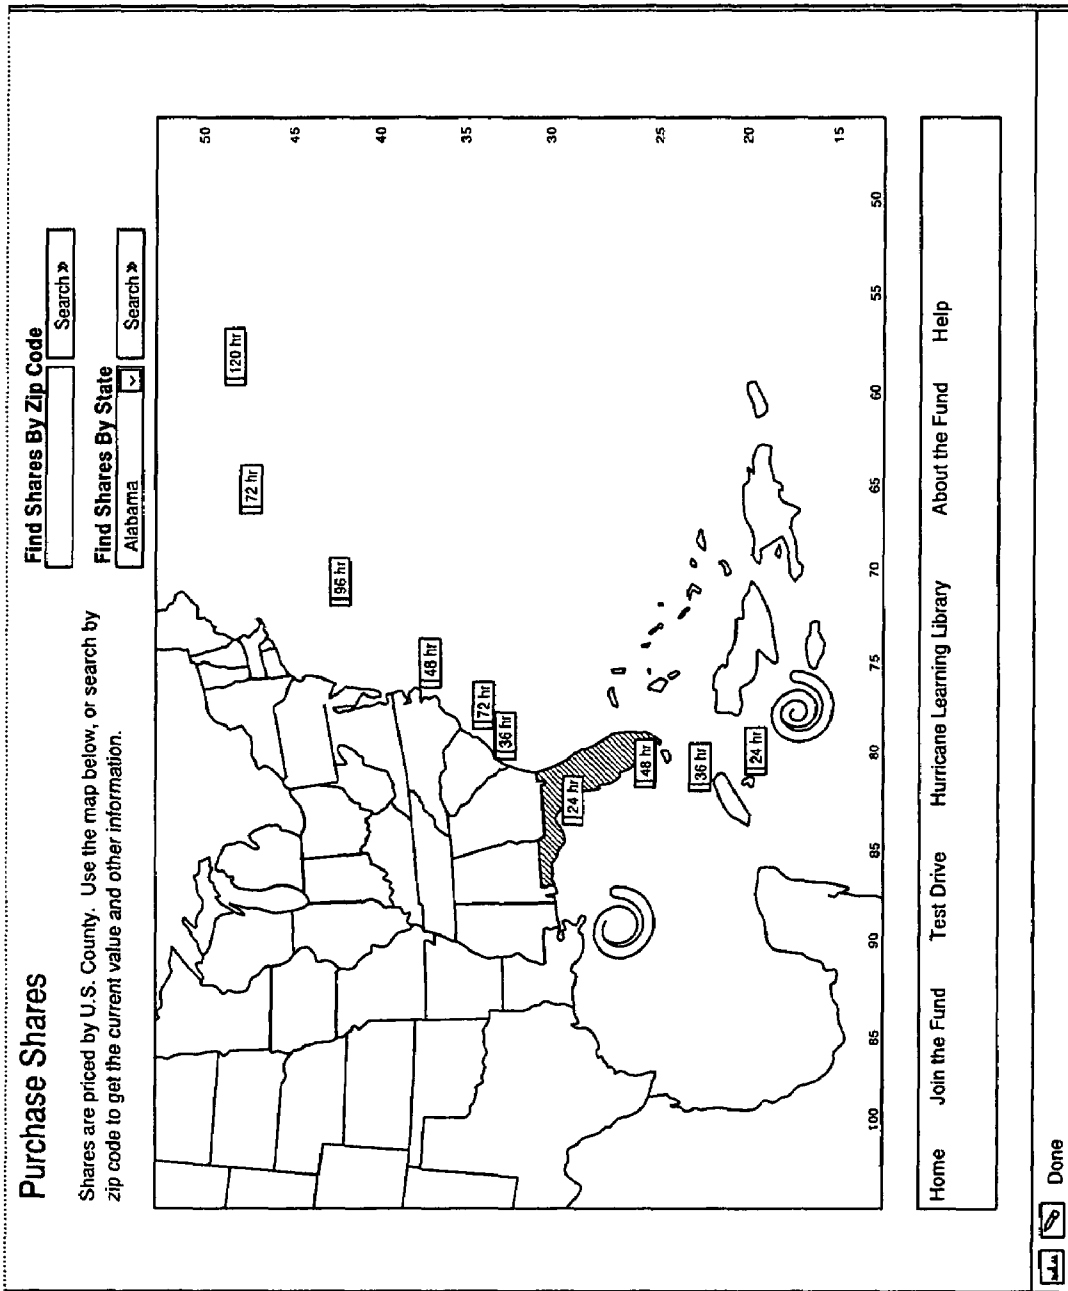 Purchase Shares
Shares are priced by U.S. County. Use the map below, or search by
zip code to get the current value and other information.
Find Shares By Zip Code
Search »
Find Shares By State
Alabama
Search »
120 hr
72 hr
96 hr
48 hr
72 hr
36 hr
24 hr
48 hr
36 hr
24 hr
50
45
40
35
30
25
20
15
100
85
90
85
80
75
70
65
60
55
50
Home Join the Fund Test Drive Hurricane Learning Library About the Fund Help
Done